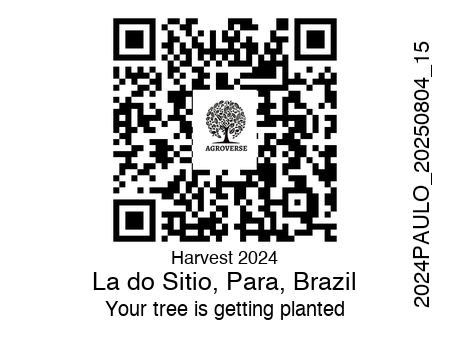 AGROVERSE
Harvest 2024
La do Sitio, Para, Brazil
Your tree is getting planted
2024PAULO_20250804_15